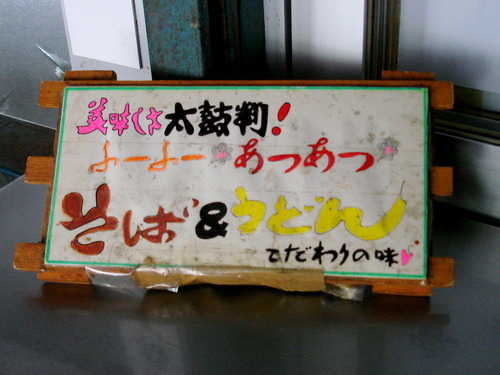 美味しさ太鼓判!
ふーふー あつあつ
そば&うどん
こだわりの味